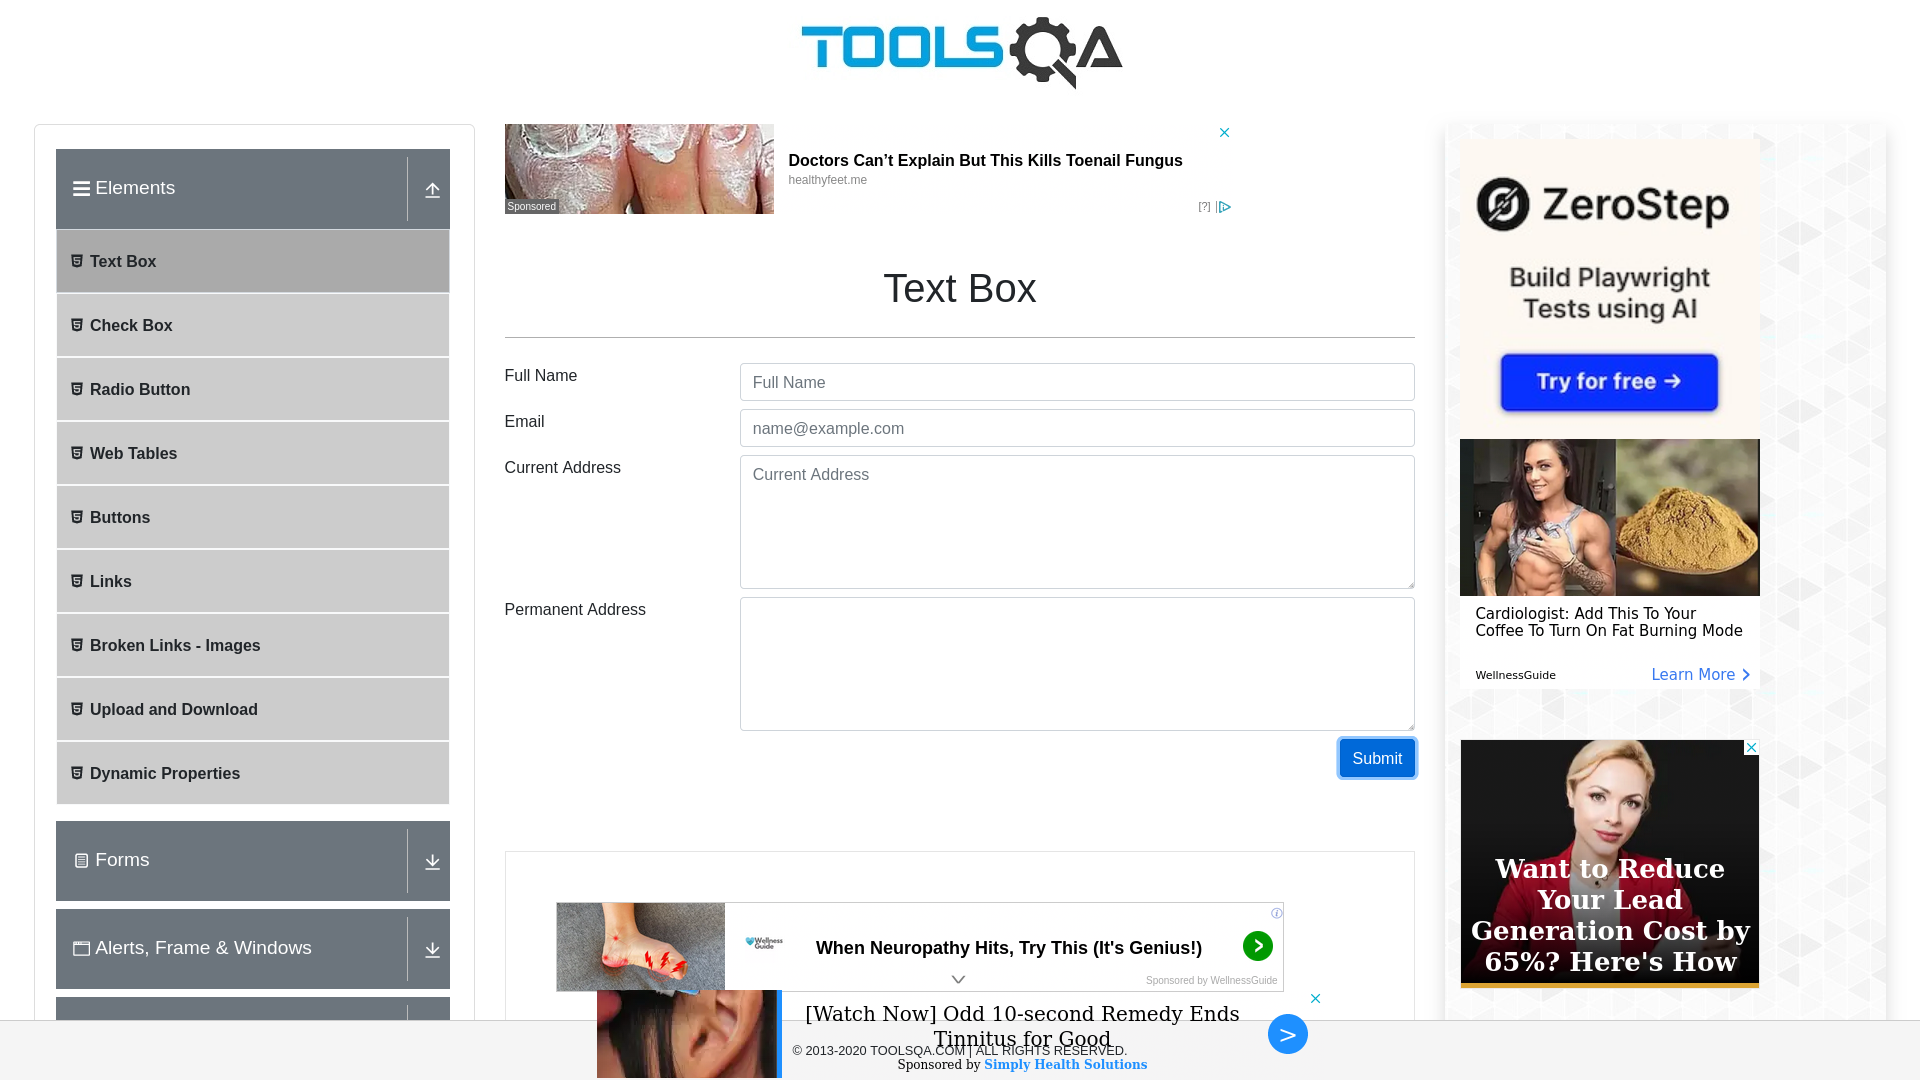 TOOLSQA
Elements
Text Box
Check Box
Radio Button
Web Tables
Buttons
Links
Broken Links - Images
Upload and Download
Dynamic Properties
Forms
Alerts, Frame & Windows
Sponsored
Doctors Can’t Explain But This Kills Toenail Fungus
healthyfeet.me
[?]
Text Box
Full Name
Full Name
Email
name@example.com
Current Address
Current Address
Permanent Address
Submit
Wellness
Guide
When Neuropathy Hits, Try This (It's Genius!)
Sponsored by WellnessGuide
[Watch Now] Odd 10-second Remedy Ends
Tinnitus for Good
© 2013-2020 TOOLSQA.COM | ALL RIGHTS RESERVED.
Sponsored by Simply Health Solutions
ZeroStep
Build Playwright
Tests using AI
Try for free →
Cardiologist: Add This To Your
Coffee To Turn On Fat Burning Mode
WellnessGuide
Learn More
Want to Reduce
Your Lead
Generation Cost by
65%? Here's How